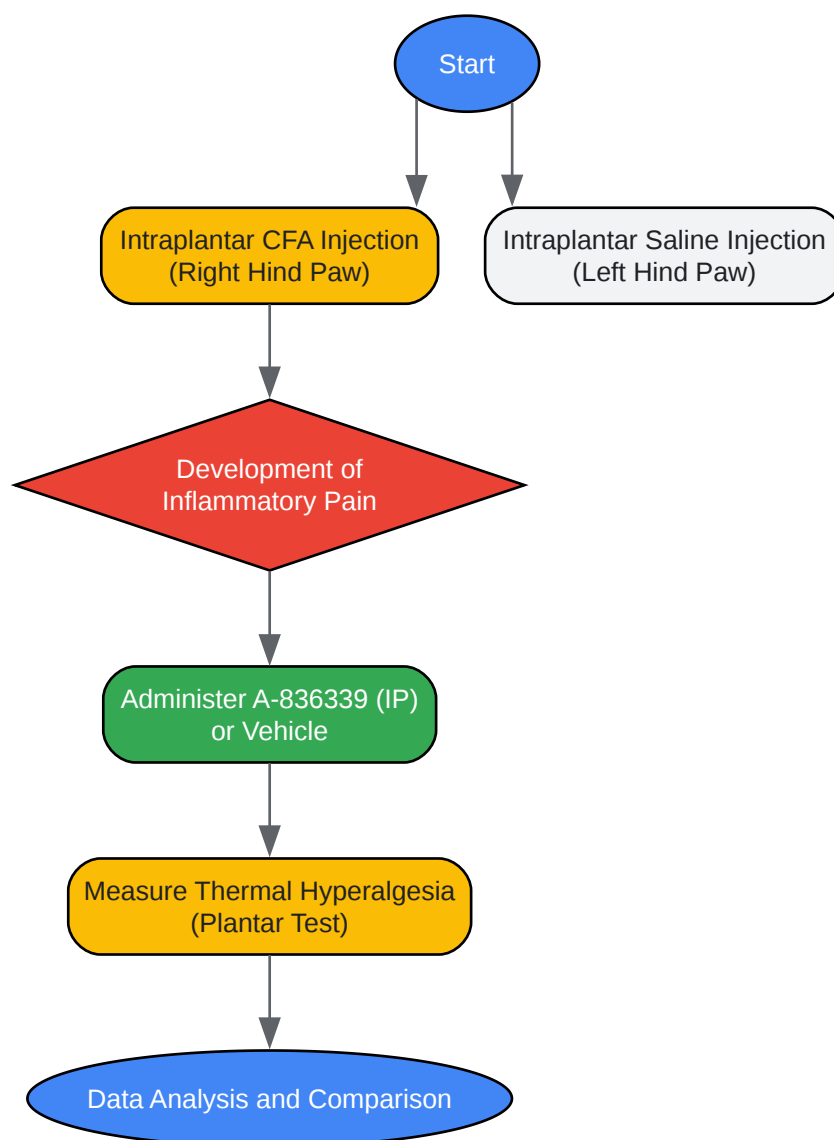 Start
Intraplantar CFA Injection
(Right Hind Paw)
Intraplantar Saline Injection
(Left Hind Paw)
Development of
Inflammatory Pain
Administer A-836339 (IP)
or Vehicle
Measure Thermal Hyperalgesia
(Plantar Test)
Data Analysis and Comparison